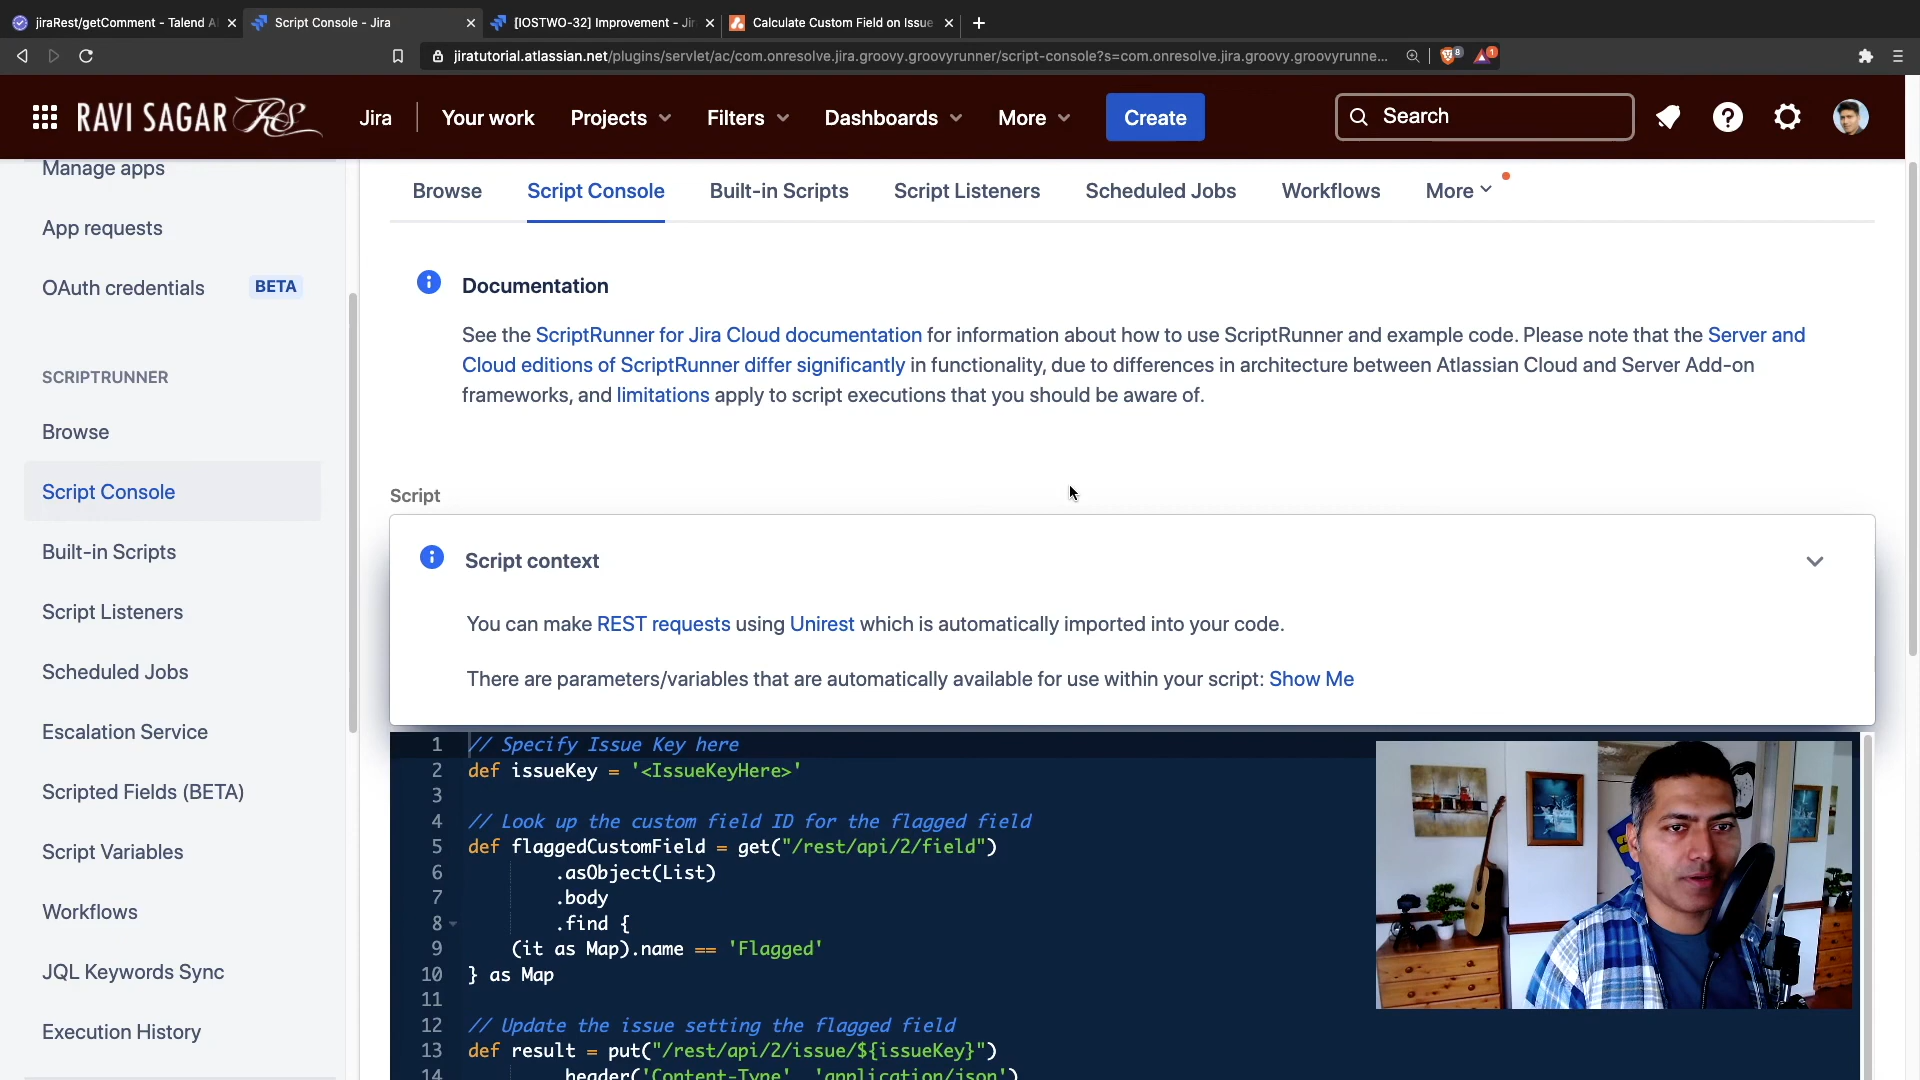 jiraRest/getComment - Talend A
Script Console - Jira
[IOSTWO-32] Improvement - Jir
Calculate Custom Field on Issue
jiratutorial.atlassian.net/plugins/servlet/ac/com.onresolve.jira.groovy.groovyrunner/script-console?s=com.onresolve.jira.groovy.groovyrunne...
8
1
RAVI SAGAR RS
Jira
Your work
Projects
Filters
Dashboards
More
Create
Search
Manage apps
App requests
OAuth credentials BETA
SCRIPTRUNNER
Browse
Script Console
Built-in Scripts
Script Listeners
Scheduled Jobs
Escalation Service
Scripted Fields (BETA)
Script Variables
Workflows
JQL Keywords Sync
Execution History
Browse
Script Console
Built-in Scripts
Script Listeners
Scheduled Jobs
Workflows
More
Documentation
See the ScriptRunner for Jira Cloud documentation for information about how to use ScriptRunner and example code. Please note that the Server and
Cloud editions of ScriptRunner differ significantly in functionality, due to differences in architecture between Atlassian Cloud and Server Add-on
frameworks, and limitations apply to script executions that you should be aware of.
Script
Script context
You can make REST requests using Unirest which is automatically imported into your code.
There are parameters/variables that are automatically available for use within your script: Show Me
1 // Specify Issue Key here
2 def issueKey = '<IssueKeyHere>'
3
4 // Look up the custom field ID for the flagged field
5 def flaggedCustomField = get("/rest/api/2/field")
6 .asObject(List)
7 .body
8 .find {
9 (it as Map).name == 'Flagged'
10 } as Map
11
12 // Update the issue setting the flagged field
13 def result = put("/rest/api/2/issue/${issueKey}")
14 .header('Content-Type', 'application/json')